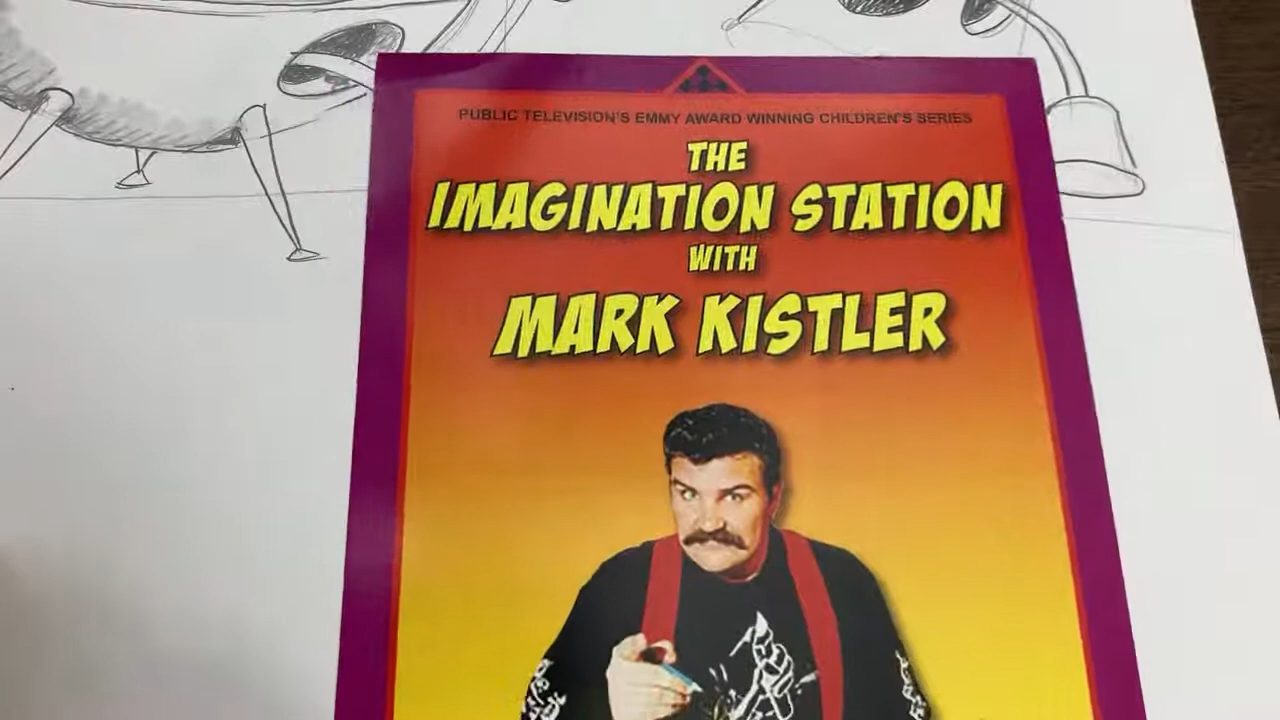 PUBLIC TELEVISION'S EMMY AWARD WINNING CHILDREN'S SERIES
THE
IMAGINATION STATION
WITH
MARK KISTLER